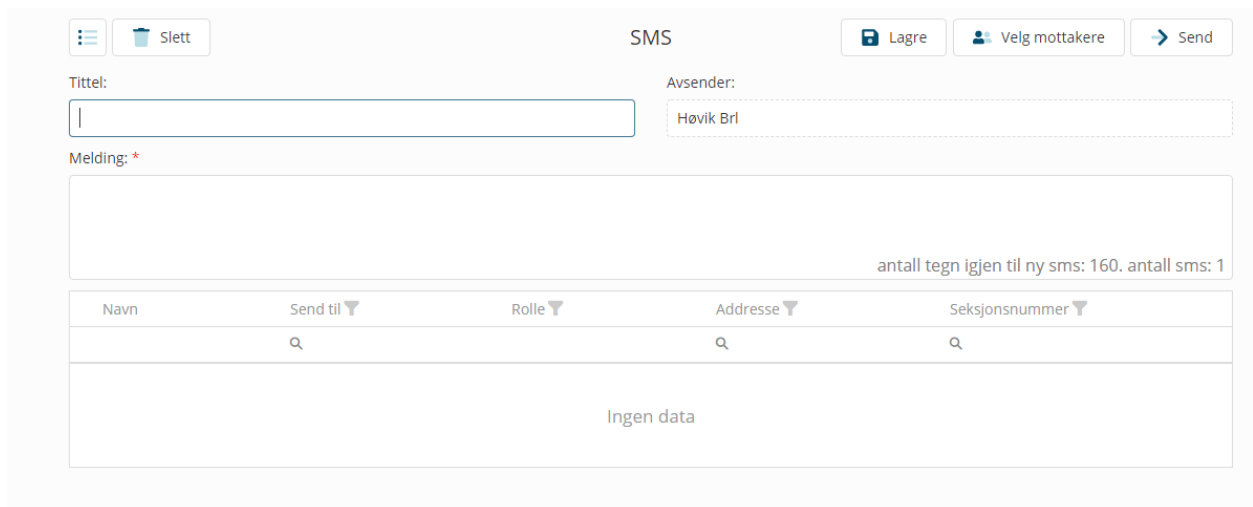 Slett SMS Lagre Velg mottakere Send
Tittel: Avsender:
Høvik Brl
Melding: *
antall tegn igjen til ny sms: 160. antall sms: 1
Navn Send til Rolle Addresse Seksjonsnummer
Ingen data